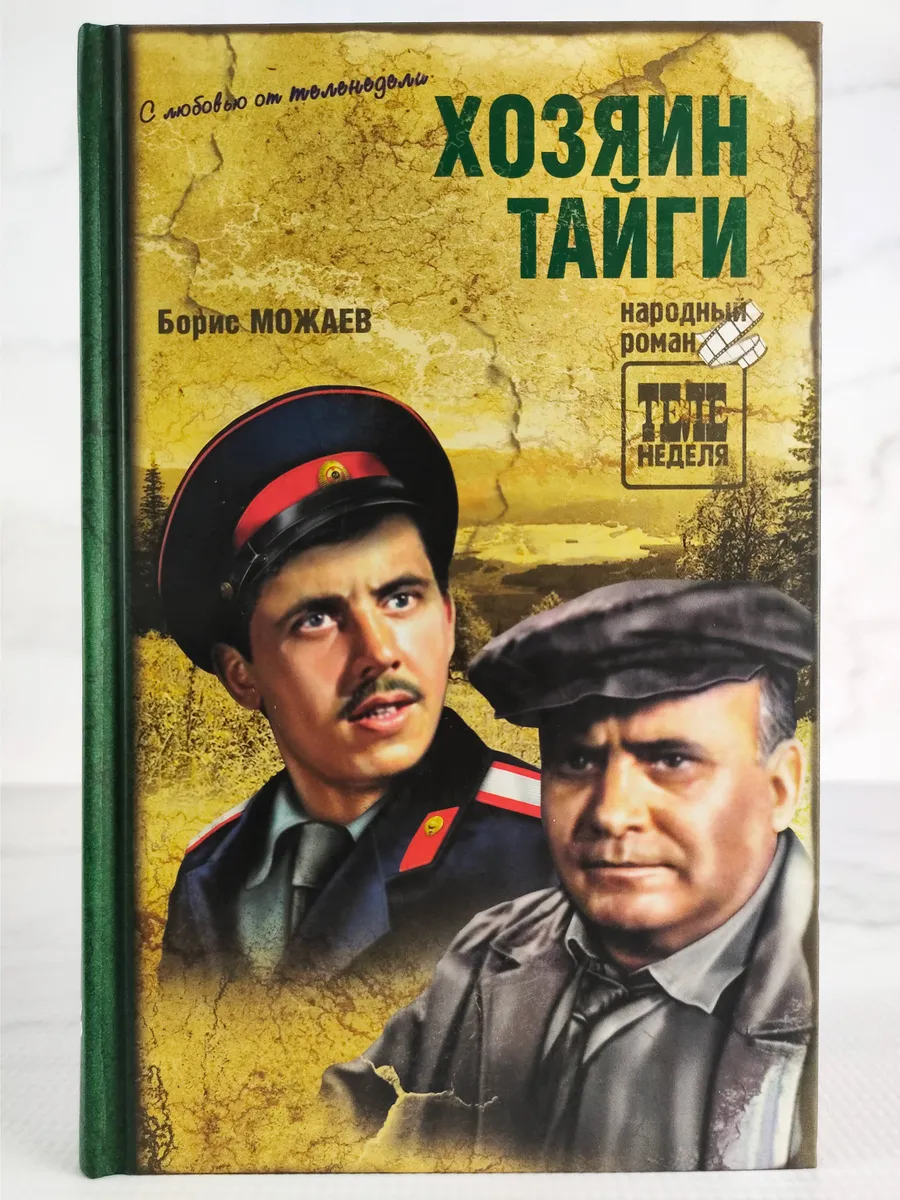 С любовью от теленедели
ХОЗЯИН
ТАЙГИ
Борис МОЖАЕВ
народный
роман
ТЕЛЕ
НЕДЕЛЯ